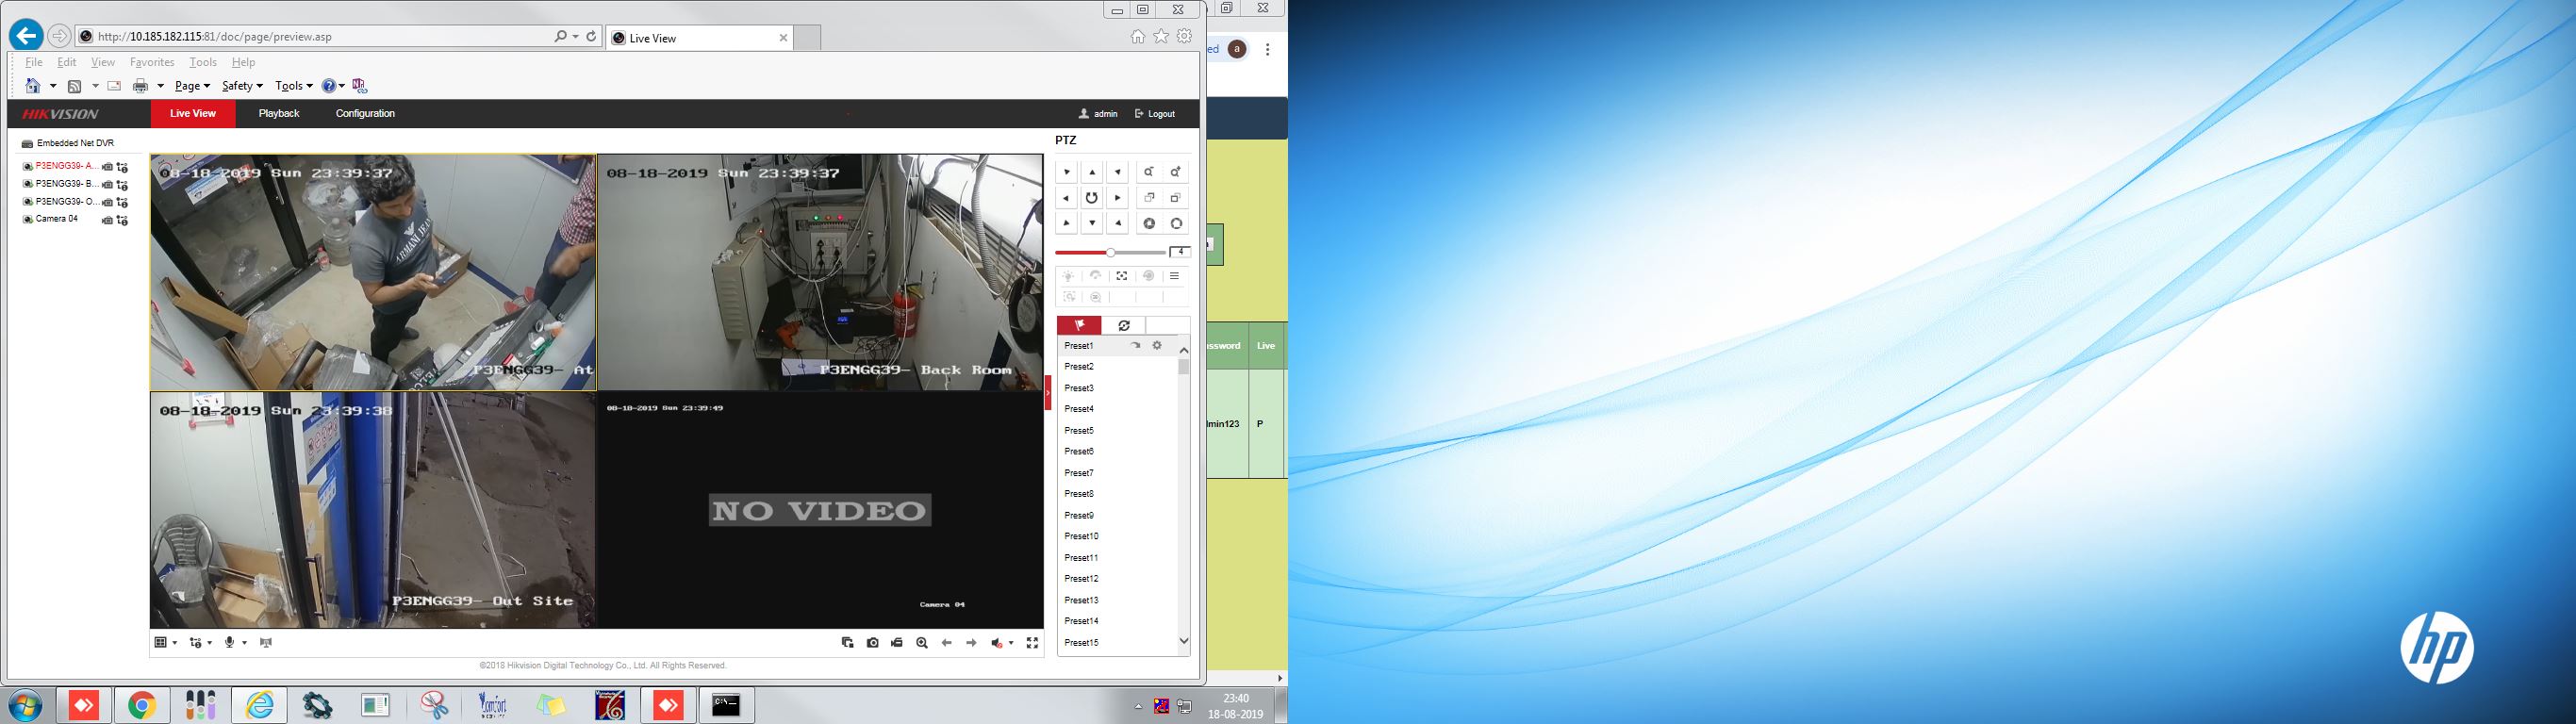 http://10.185.182.115:81/doc/page/preview.asp
Live View
ed
a
File Edit View Favorites Tools Help
Page Safety Tools
HIKVISION Live View Playback Configuration admin Logout
Embedded Net DVR
P3ENGG39- A...
P3ENGG39- B...
P3ENGG39- O...
Camera 04
08-18-2019 Sun 23:39:37
ARMANI JEA
P3ENGG39- At
08-18-2019 Sun 23:39:37
P3ENGG39- Back Room
08-18-2019 Sun 23:39:38
P3ENGG39- Out Site
08-18-2019 Sun 23:39:49
NO VIDEO
Camera 04
PTZ
4
Preset1
Preset2
Preset3
Preset4
Preset5
Preset6
Preset7
Preset8
Preset9
Preset10
Preset11
Preset12
Preset13
Preset14
Preset15
ssword Live
lmin123 P
©2018 Hikvision Digital Technology Co., Ltd. All Rights Reserved.
C:\_
23:40
18-08-2019
hp